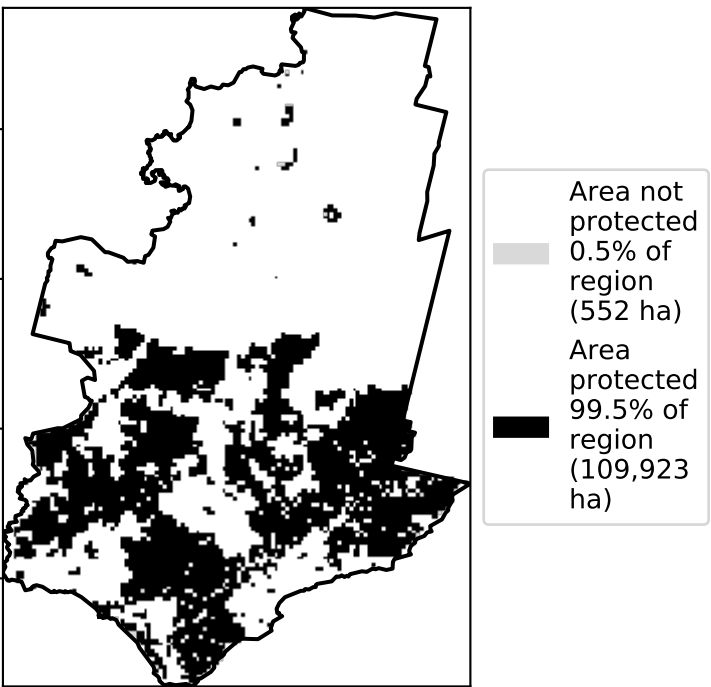 Area not
protected
0.5% of
region
(552 ha)
Area
protected
99.5% of
region
(109,923
ha)